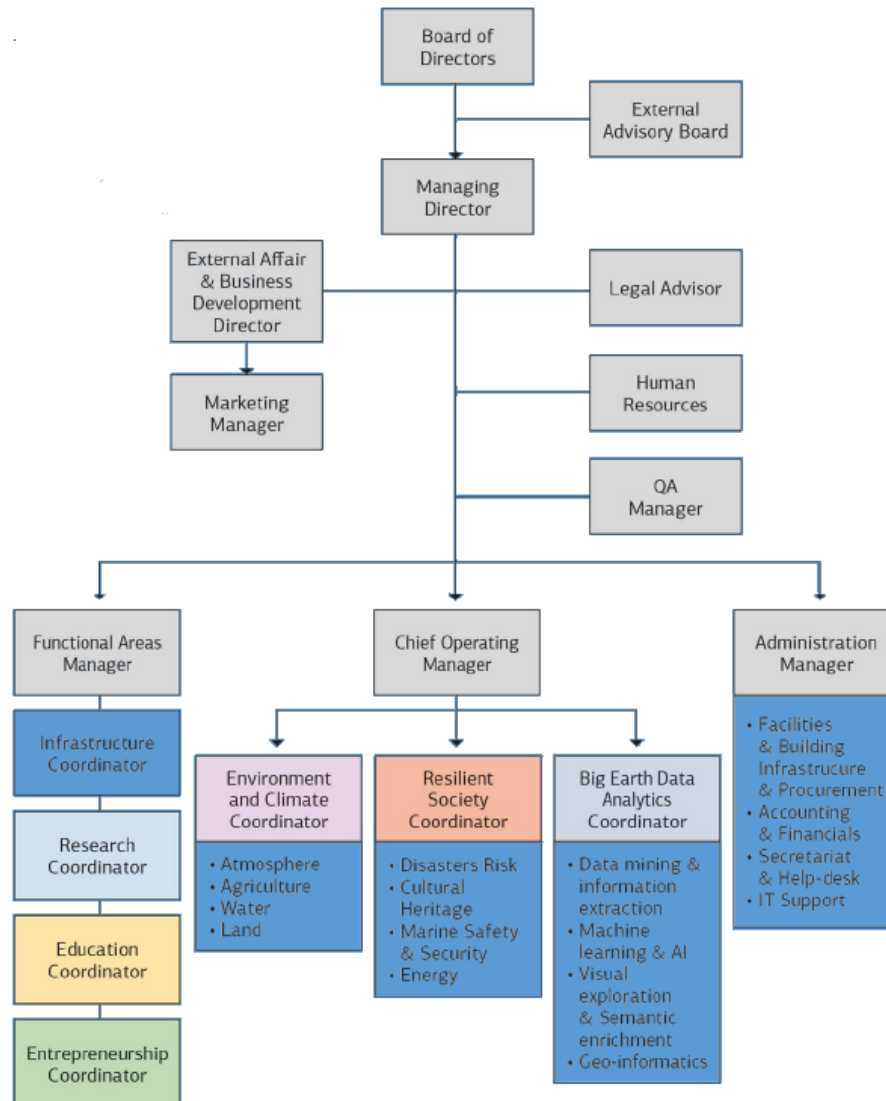 Board of
Directors
External
Advisory Board
Managing
Director
External Affair
& Business
Development
Director
Legal Advisor
Marketing
Manager
Human
Resources
QA
Manager
Functional Areas
Manager
Infrastructure
Coordinator
Research
Coordinator
Education
Coordinator
Entrepreneurship
Coordinator
Chief Operating
Manager
Environment
and Climate
Coordinator
• Atmosphere
• Agriculture
• Water
• Land
Resilient
Society
Coordinator
• Disasters Risk
• Cultural
Heritage
• Marine Safety
& Security
• Energy
Big Earth Data
Analytics
Coordinator
• Data mining &
information
extraction
• Machine
learning & AI
• Visual
exploration
& Semantic
enrichment
• Geo-informatics
Administration
Manager
• Facilities
& Building
Infrastrucure
& Procurement
• Accounting
& Financials
• Secretariat
& Help-desk
• IT Support